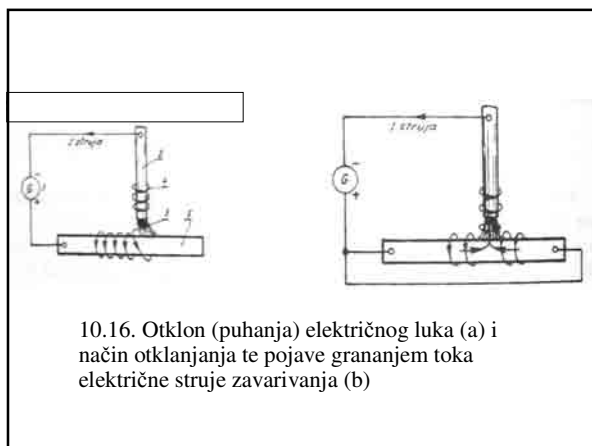 I struja
G
−
+
I struja
G
−
+
10.16. Otklon (puhanja) električnog luka (a) i
način otklanjanja te pojave grananjem toka
električne struje zavarivanja (b)